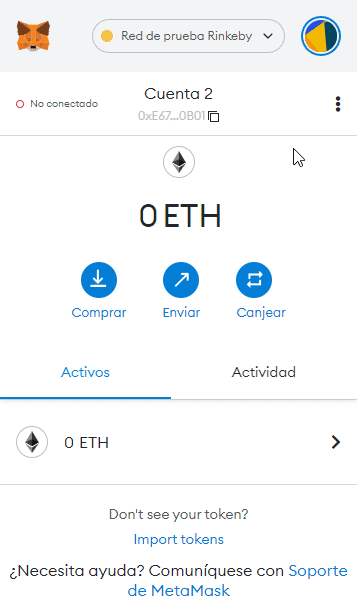 Red de prueba Rinkeby
No conectado
Cuenta 2
0xE67...0B01
0 ETH
Comprar
Enviar
Canjear
Activos
Actividad
0 ETH
Don't see your token?
Import tokens
¿Necesita ayuda? Comuníquese con Soporte
de MetaMask